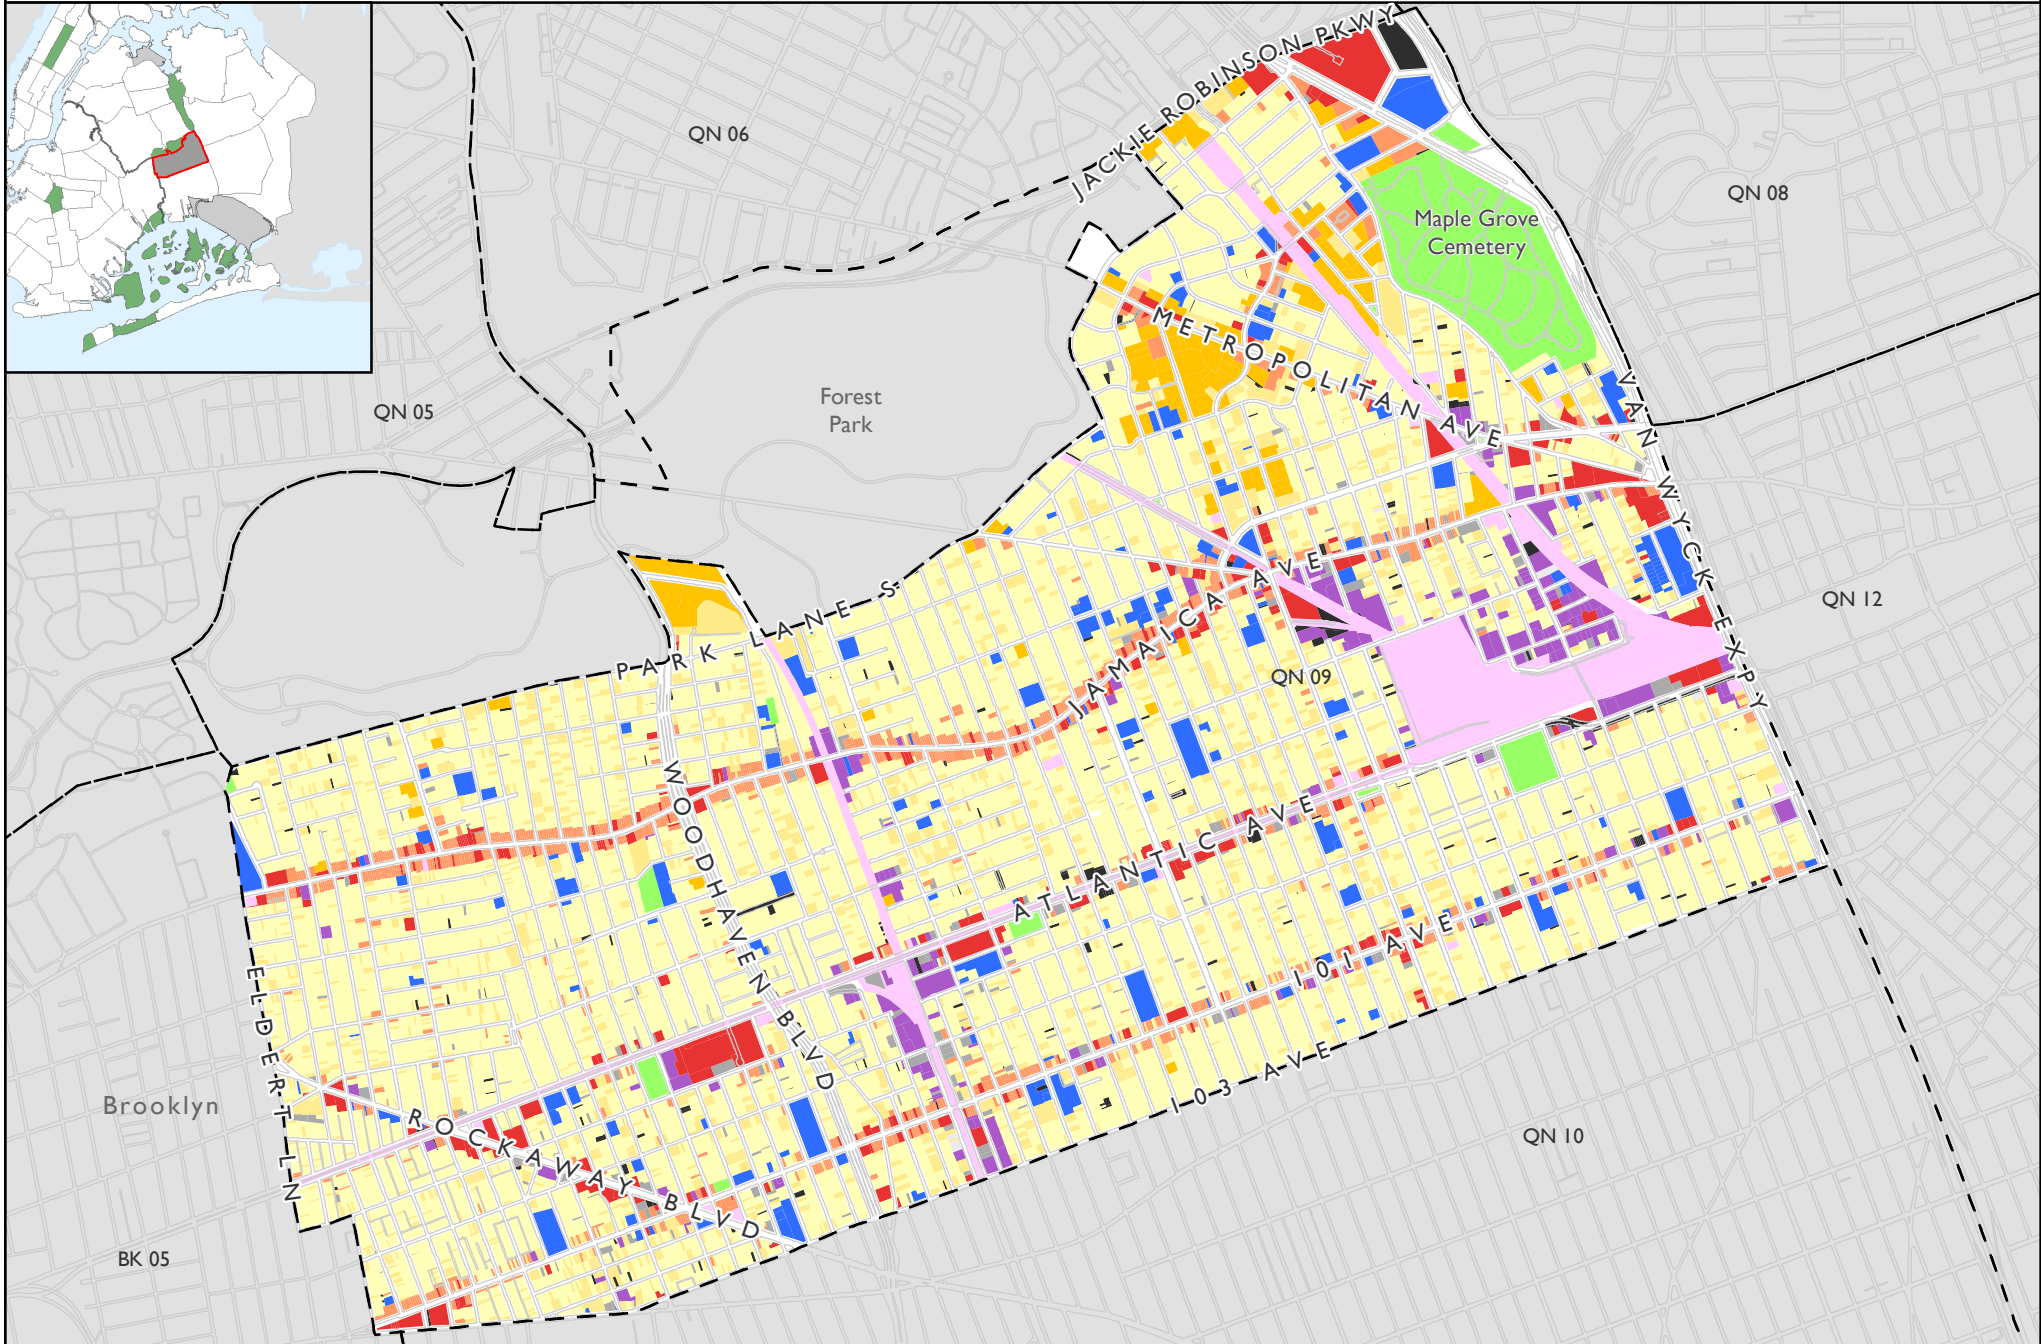 JACKIE ROBINSON PKWY
QN 06
QN 08
Maple Grove
Cemetery
METROPOLITAN AVE
VAN WYCK EXPY
QN 05
Forest
Park
QN 12
PARK LANE S
JAMAICA AVE
QN 09
WOODHAVEN BLVD
ATLANTIC AVE
101 AVE
ELDERT LN
103 AVE
Brooklyn
ROCKAWAY BLVD
QN 10
BK 05